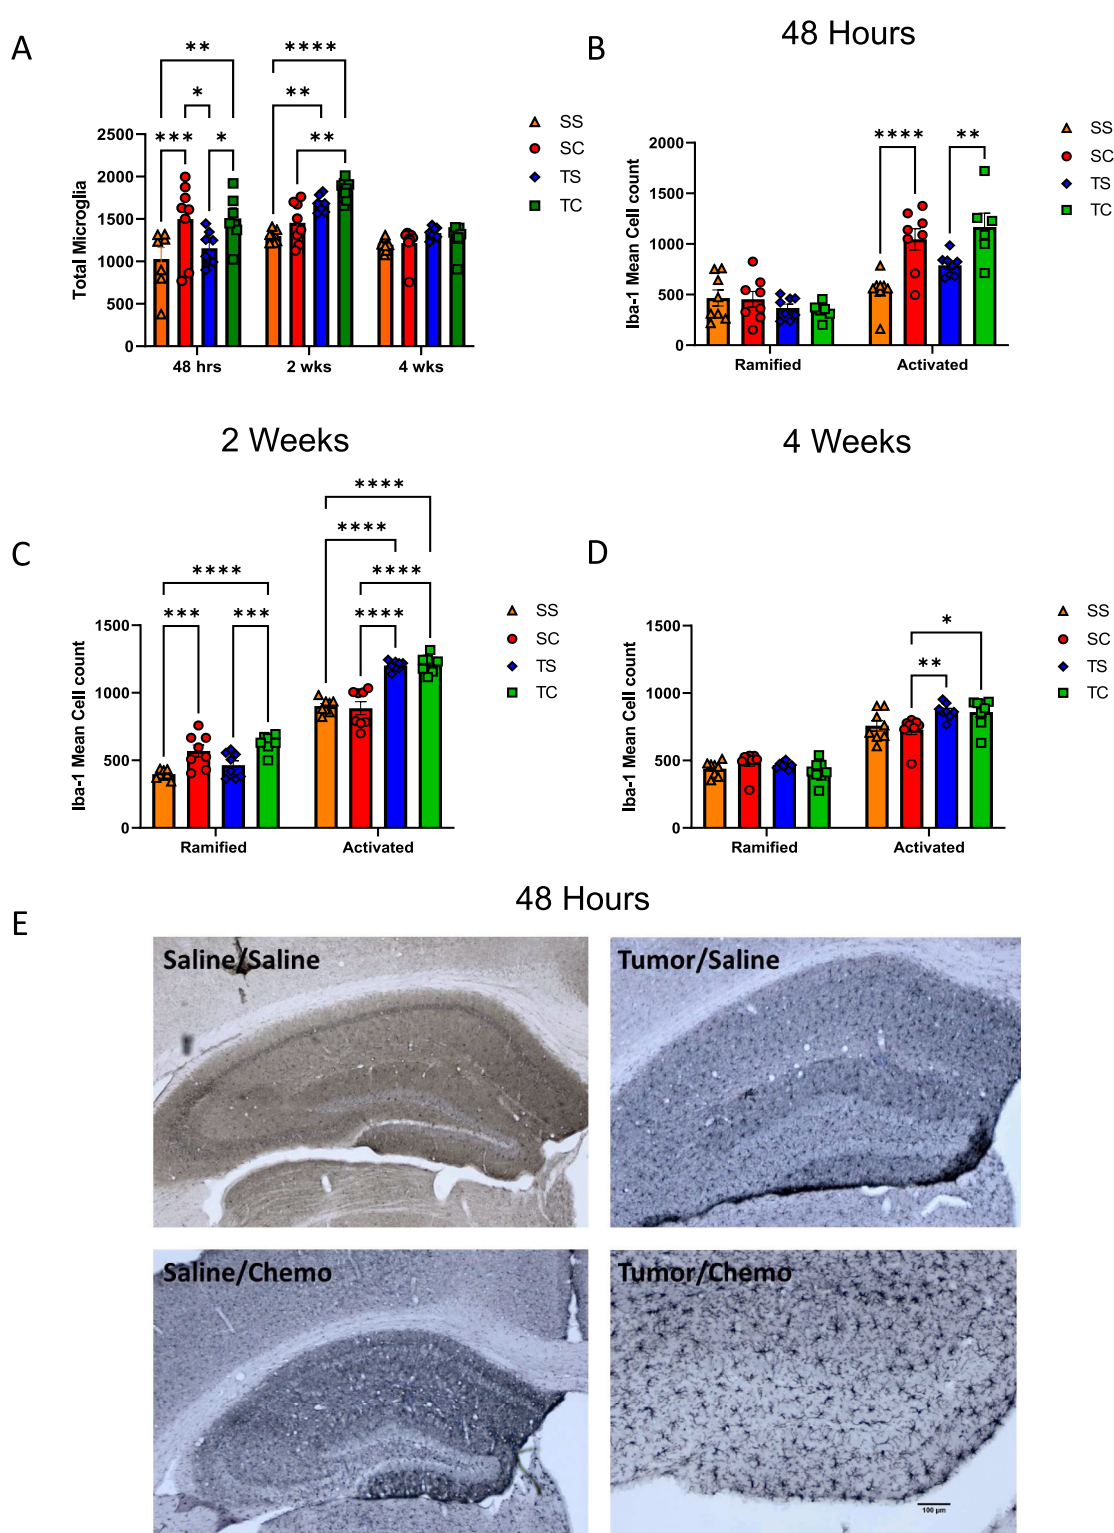 A
**
****
*
**
***
*
**
2500
2000
1500
1000
500
0
Total Microglia
48 hrs
2 wks
4 wks
SS
SC
TS
TC
B
48 Hours
****
**
2000
1500
1000
500
0
Iba-1 Mean Cell count
Ramified
Activated
SS
SC
TS
TC
C
2 Weeks
****
****
****
****
***
***
****
1500
1000
500
0
Iba-1 Mean Cell count
Ramified
Activated
SS
SC
TS
TC
D
4 Weeks
*
**
1500
1000
500
0
Iba-1 Mean Cell count
Ramified
Activated
SS
SC
TS
TC
E
48 Hours
Saline/Saline
Tumor/Saline
Saline/Chemo
Tumor/Chemo
100 µm